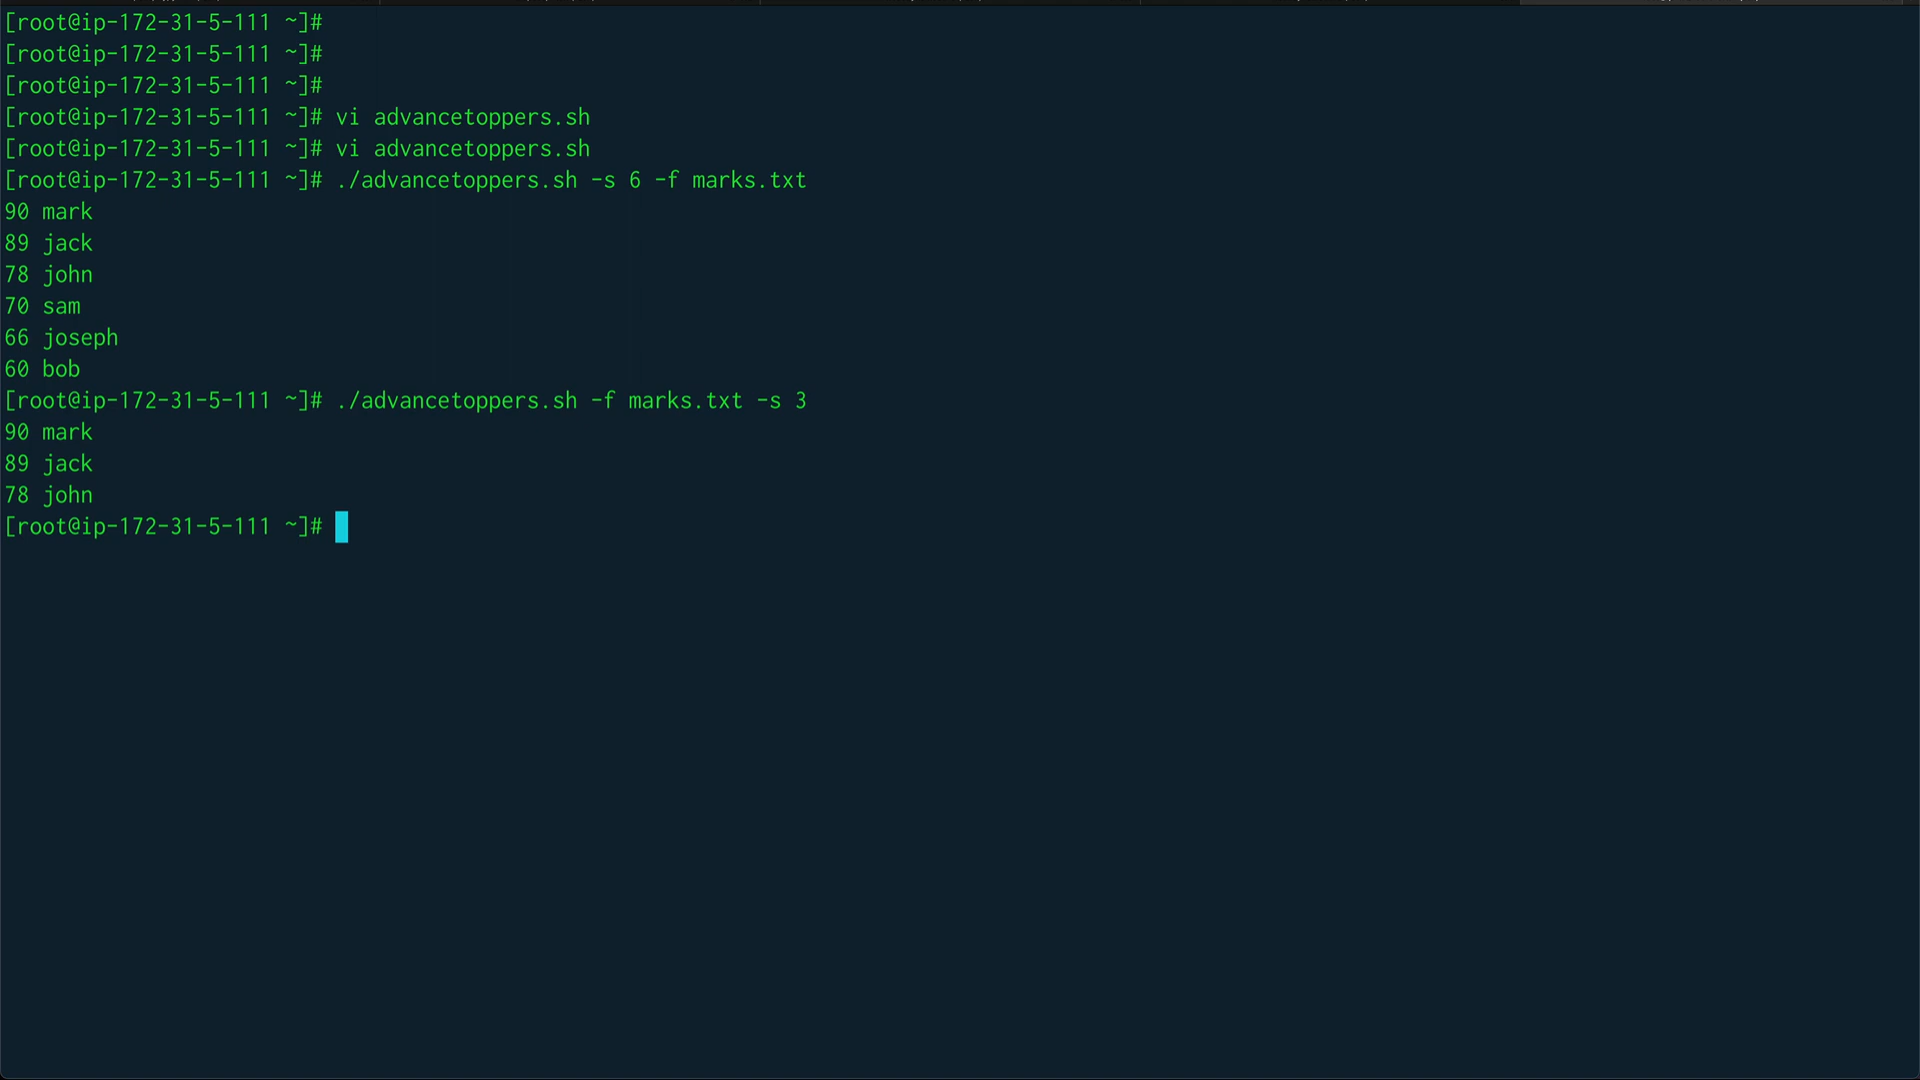 [root@ip-172-31-5-111 ~]#
[root@ip-172-31-5-111 ~]#
[root@ip-172-31-5-111 ~]#
[root@ip-172-31-5-111 ~]# vi advancetoppers.sh
[root@ip-172-31-5-111 ~]# vi advancetoppers.sh
[root@ip-172-31-5-111 ~]# ./advancetoppers.sh -s 6 -f marks.txt
90 mark
89 jack
78 john
70 sam
66 joseph
60 bob
[root@ip-172-31-5-111 ~]# ./advancetoppers.sh -f marks.txt -s 3
90 mark
89 jack
78 john
[root@ip-172-31-5-111 ~]#